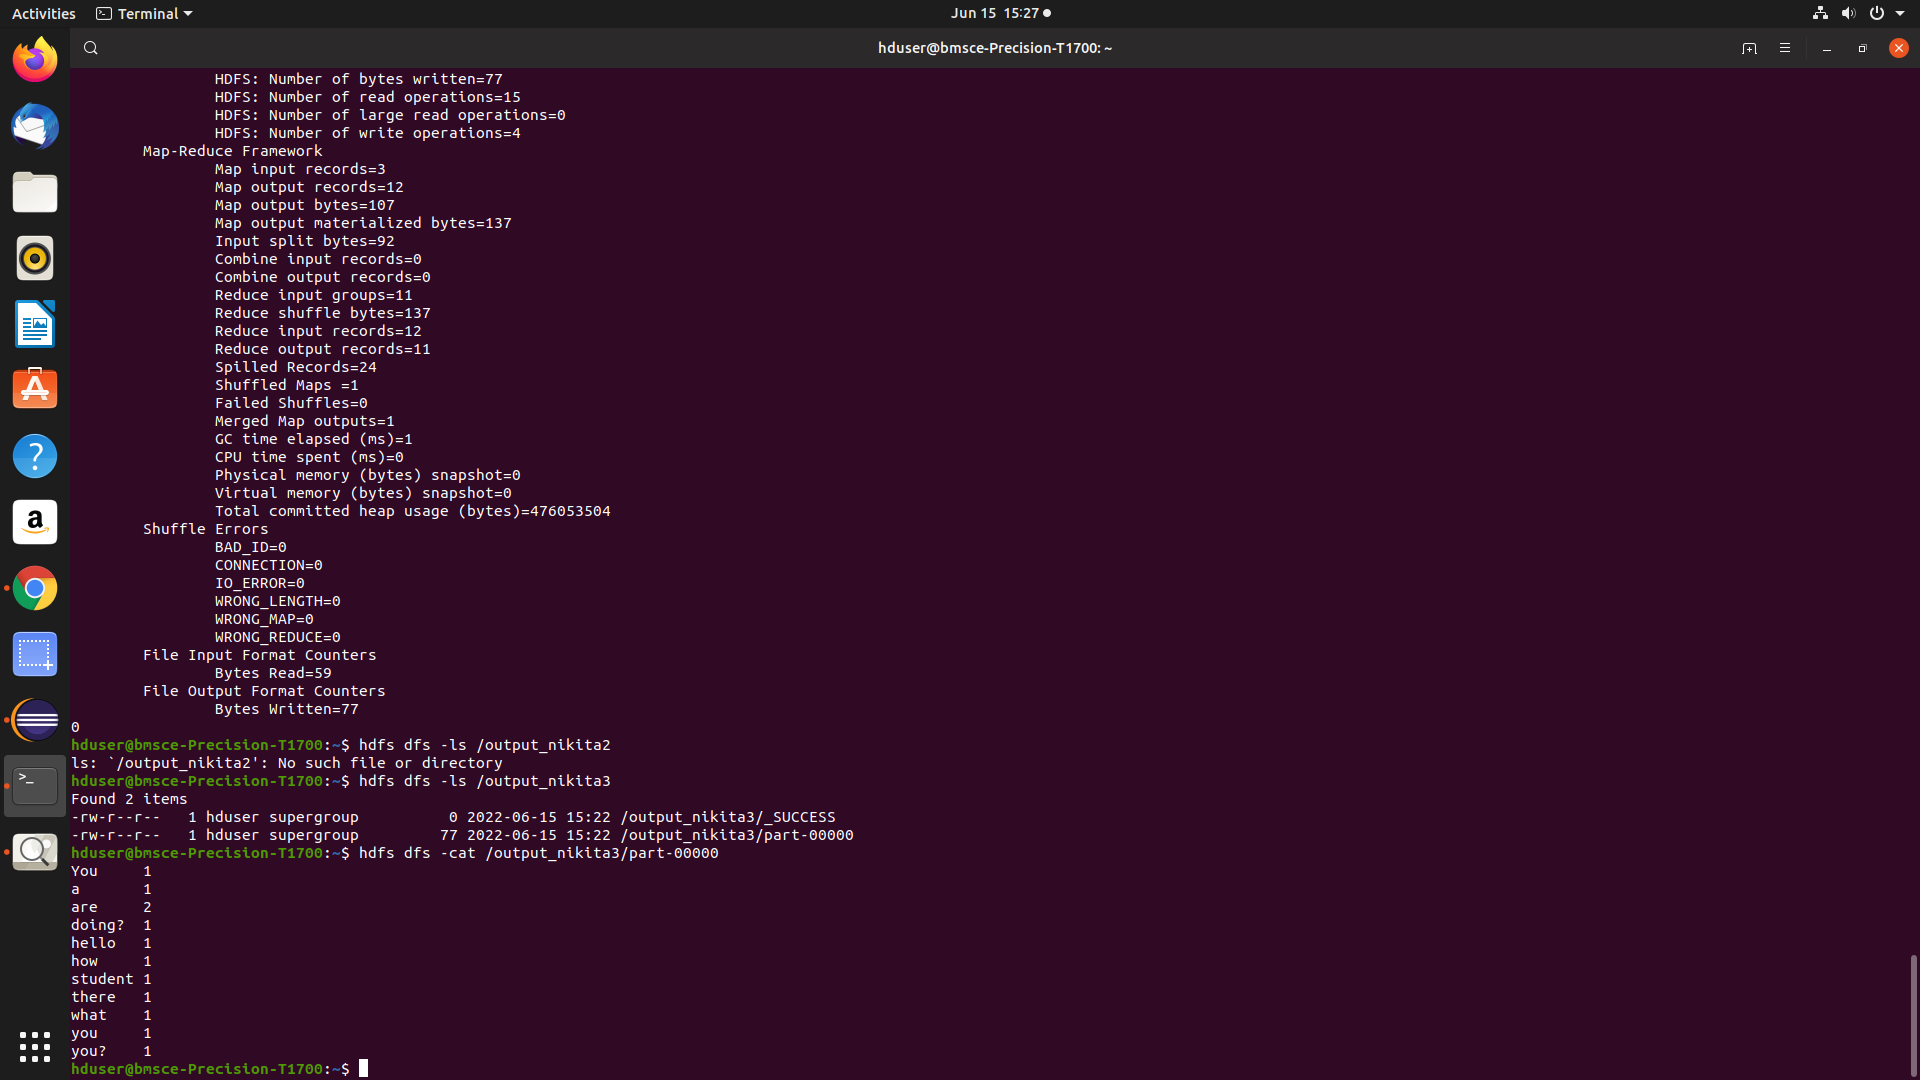 Activities Terminal Jun 15 15:27
hduser@bmsce-Precision-T1700: ~
HDFS: Number of bytes written=77
HDFS: Number of read operations=15
HDFS: Number of large read operations=0
HDFS: Number of write operations=4
Map-Reduce Framework
Map input records=3
Map output records=12
Map output bytes=107
Map output materialized bytes=137
Input split bytes=92
Combine input records=0
Combine output records=0
Reduce input groups=11
Reduce shuffle bytes=137
Reduce input records=12
Reduce output records=11
Spilled Records=24
Shuffled Maps =1
Failed Shuffles=0
Merged Map outputs=1
GC time elapsed (ms)=1
CPU time spent (ms)=0
Physical memory (bytes) snapshot=0
Virtual memory (bytes) snapshot=0
Total committed heap usage (bytes)=476053504
Shuffle Errors
BAD_ID=0
CONNECTION=0
IO_ERROR=0
WRONG_LENGTH=0
WRONG_MAP=0
WRONG_REDUCE=0
File Input Format Counters
Bytes Read=59
File Output Format Counters
Bytes Written=77
0
hduser@bmsce-Precision-T1700:~$ hdfs dfs -ls /output_nikita2
ls: `/output_nikita2': No such file or directory
hduser@bmsce-Precision-T1700:~$ hdfs dfs -ls /output_nikita3
Found 2 items
-rw-r--r--   1 hduser supergroup          0 2022-06-15 15:22 /output_nikita3/_SUCCESS
-rw-r--r--   1 hduser supergroup         77 2022-06-15 15:22 /output_nikita3/part-00000
hduser@bmsce-Precision-T1700:~$ hdfs dfs -cat /output_nikita3/part-00000
You	1
a	1
are	2
doing?	1
hello	1
how	1
student	1
there	1
what	1
you	1
you?	1
hduser@bmsce-Precision-T1700:~$